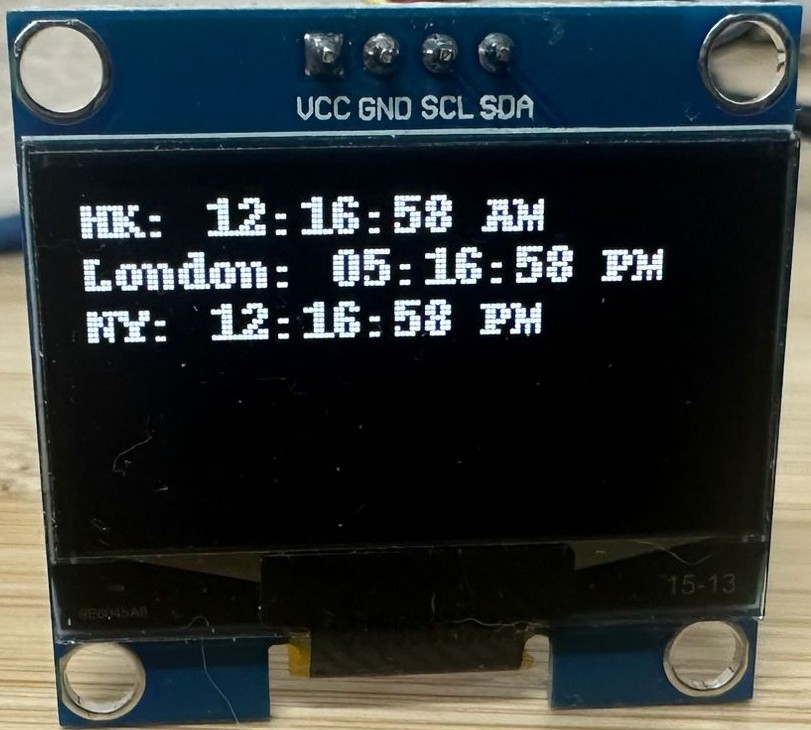 VCC GND SCL SDA
HK: 12:16:58 AM
London: 05:16:58 PM
NY: 12:16:58 PM
15-13